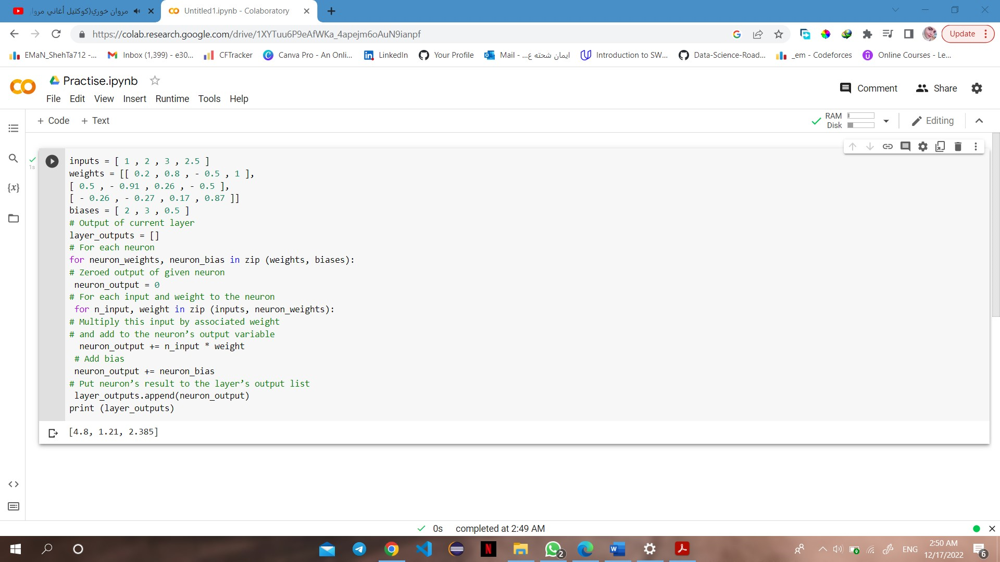 مروان خوري(كوكتيل أغاني مروا
Untitled1.ipynb - Colaboratory
https://colab.research.google.com/drive/1XYTuu6P9eAfWKa_4apejm6oAuN9ianpf
Update
EMaN_ShehTa712 -...
Inbox (1,399) - e30...
CFTracker
Canva Pro - An Onli...
LinkedIn
Your Profile
Mail - ...ايمان شحته ع
Introduction to SW...
Data-Science-Road...
_em - Codeforces
Online Courses - Le...
Practise.ipynb
Comment
Share
File Edit View Insert Runtime Tools Help
+ Code + Text
RAM
Disk
Editing
1s
{x}
inputs = [ 1 , 2 , 3 , 2.5 ]
weights = [[ 0.2 , 0.8 , - 0.5 , 1 ],
[ 0.5 , - 0.91 , 0.26 , - 0.5 ],
[ - 0.26 , - 0.27 , 0.17 , 0.87 ]]
biases = [ 2 , 3 , 0.5 ]
# Output of current layer
layer_outputs = []
# For each neuron
for neuron_weights, neuron_bias in zip (weights, biases):
# Zeroed output of given neuron
 neuron_output = 0
# For each input and weight to the neuron
 for n_input, weight in zip (inputs, neuron_weights):
# Multiply this input by associated weight
# and add to the neuron’s output variable
  neuron_output += n_input * weight
 # Add bias
 neuron_output += neuron_bias
# Put neuron’s result to the layer’s output list
 layer_outputs.append(neuron_output)
print (layer_outputs)
[4.8, 1.21, 2.385]
0s completed at 2:49 AM
2
ENG
2:50 AM
12/17/2022
6